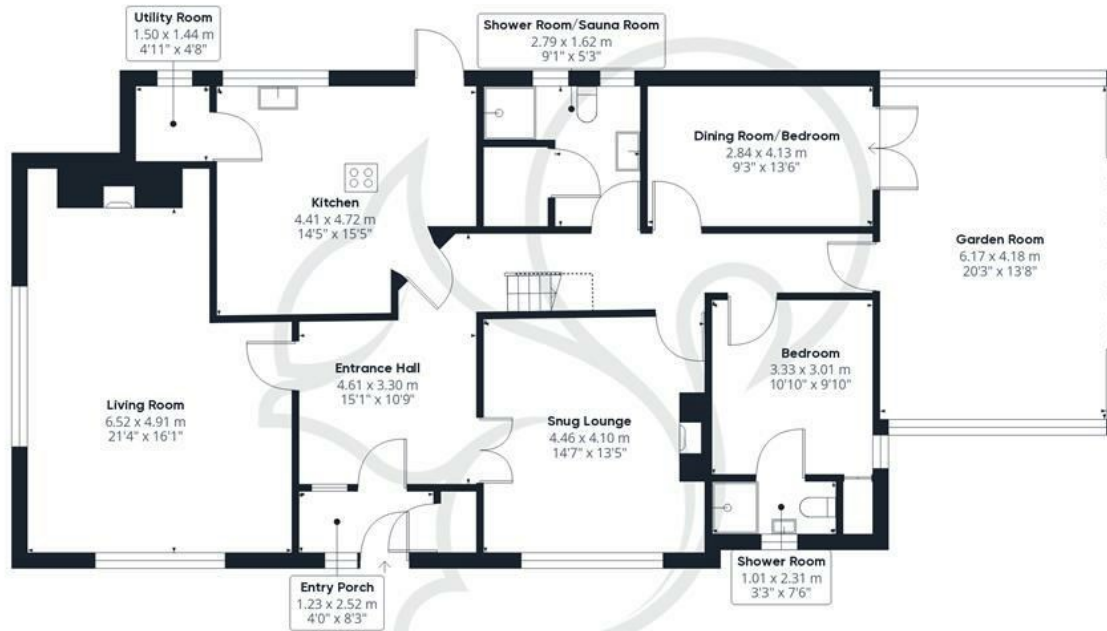 Utility Room
1.50 x 1.44 m
4'11" x 4'8"
Shower Room/Sauna Room
2.79 x 1.62 m
9'1" x 5'3"
Dining Room/Bedroom
2.84 x 4.13 m
9'3" x 13'6"
Kitchen
4.41 x 4.72 m
14'5" x 15'5"
Garden Room
6.17 x 4.18 m
20'3" x 13'8"
Living Room
6.52 x 4.91 m
21'4" x 16'1"
Entrance Hall
4.61 x 3.30 m
15'1" x 10'9"
Snug Lounge
4.46 x 4.10 m
14'7" x 13'5"
Bedroom
3.33 x 3.01 m
10'10" x 9'10"
Entry Porch
1.23 x 2.52 m
4'0" x 8'3"
Shower Room
1.01 x 2.31 m
3'3" x 7'6"